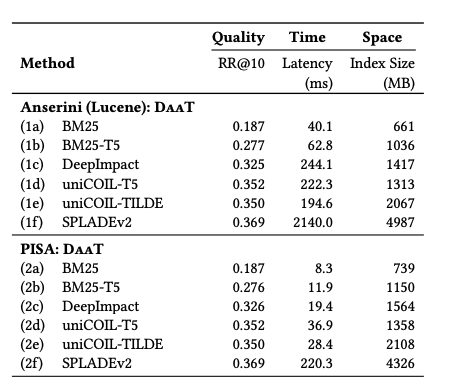 Quality Time Space
Method RR@10 Latency Index Size
(ms) (MB)
Anserini (Lucene): DAAT
(1a) BM25 0.187 40.1 661
(1b) BM25-T5 0.277 62.8 1036
(1c) DeepImpact 0.325 244.1 1417
(1d) uniCOIL-T5 0.352 222.3 1313
(1e) uniCOIL-TILDE 0.350 194.6 2067
(1f) SPLADEv2 0.369 2140.0 4987
PISA: DAAT
(2a) BM25 0.187 8.3 739
(2b) BM25-T5 0.276 11.9 1150
(2c) DeepImpact 0.326 19.4 1564
(2d) uniCOIL-T5 0.352 36.9 1358
(2e) uniCOIL-TILDE 0.350 28.4 2108
(2f) SPLADEv2 0.369 220.3 4326